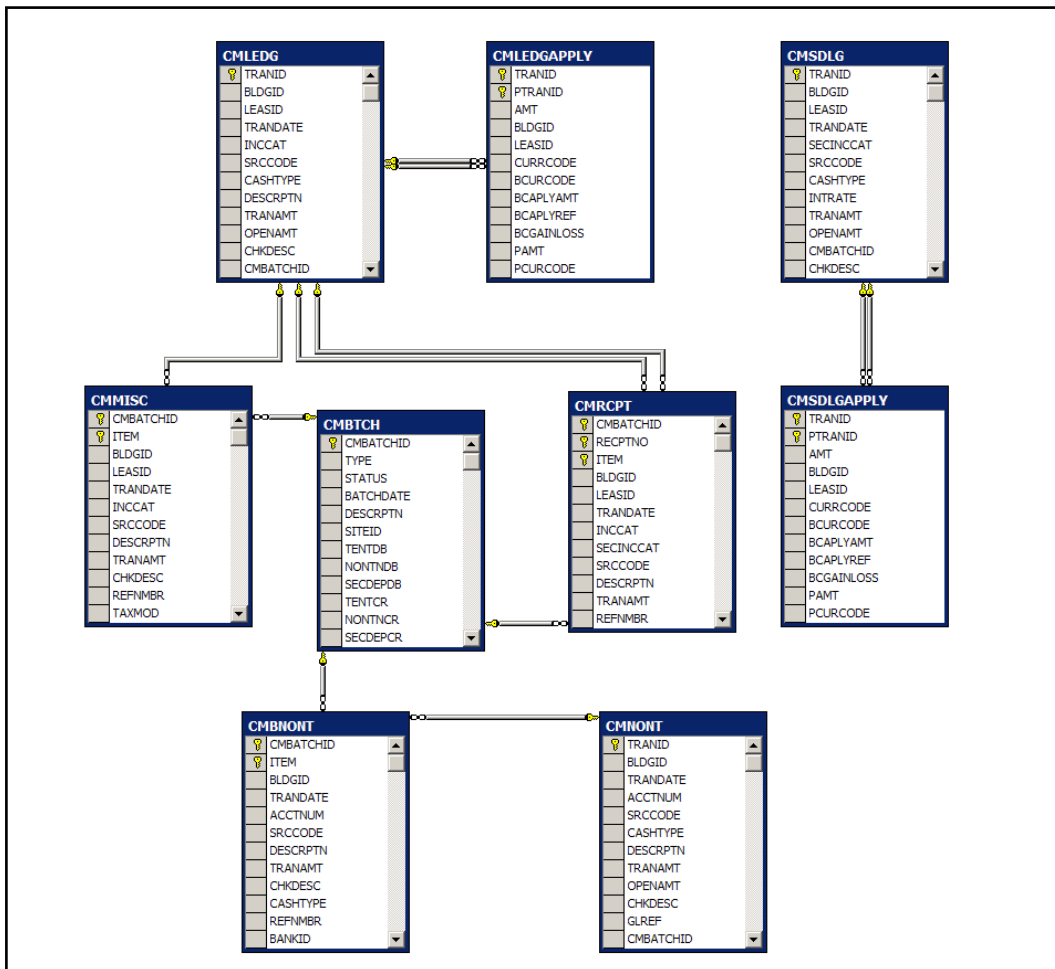 CMLEDG
TRANID
BLDGID
LEASID
TRANDATE
INCCAT
SRCCODE
CASHTYPE
DESCRPTN
TRANAMT
OPENAMT
CHKDESC
CMBATCHID
CMLEDGAPPLY
TRANID
PTRANID
AMT
BLDGID
LEASID
CURRCODE
BCURCODE
BCAPLYAMT
BCAPLYREF
BCGAINLOSS
PAMT
PCURCODE
CMSDLG
TRANID
BLDGID
LEASID
TRANDATE
SECINCCAT
SRCCODE
CASHTYPE
INTRATE
TRANAMT
OPENAMT
CMBATCHID
CHKDESC
CMMISC
CMBATCHID
ITEM
BLDGID
LEASID
TRANDATE
INCCAT
SRCCODE
DESCRPTN
TRANAMT
CHKDESC
REFNMBR
TAXMOD
CMBTCH
CMBATCHID
TYPE
STATUS
BATCHDATE
DESCRPTN
SITEID
TENTDB
NONTNDB
SECDEPDB
TENTCR
NONTNCR
SECDEPCR
CMRCPT
CMBATCHID
RECPTNO
ITEM
BLDGID
LEASID
TRANDATE
INCCAT
SECINCCAT
SRCCODE
DESCRPTN
TRANAMT
REFNMBR
CMSDLGAPPLY
TRANID
PTRANID
AMT
BLDGID
LEASID
CURRCODE
BCURCODE
BCAPLYAMT
BCAPLYREF
BCGAINLOSS
PAMT
PCURCODE
CMBNONT
CMBATCHID
ITEM
BLDGID
TRANDATE
ACCTNUM
SRCCODE
DESCRPTN
TRANAMT
CHKDESC
CASHTYPE
REFNMBR
BANKID
CMNONT
TRANID
BLDGID
TRANDATE
ACCTNUM
SRCCODE
CASHTYPE
DESCRPTN
TRANAMT
OPENAMT
CHKDESC
GLREF
CMBATCHID